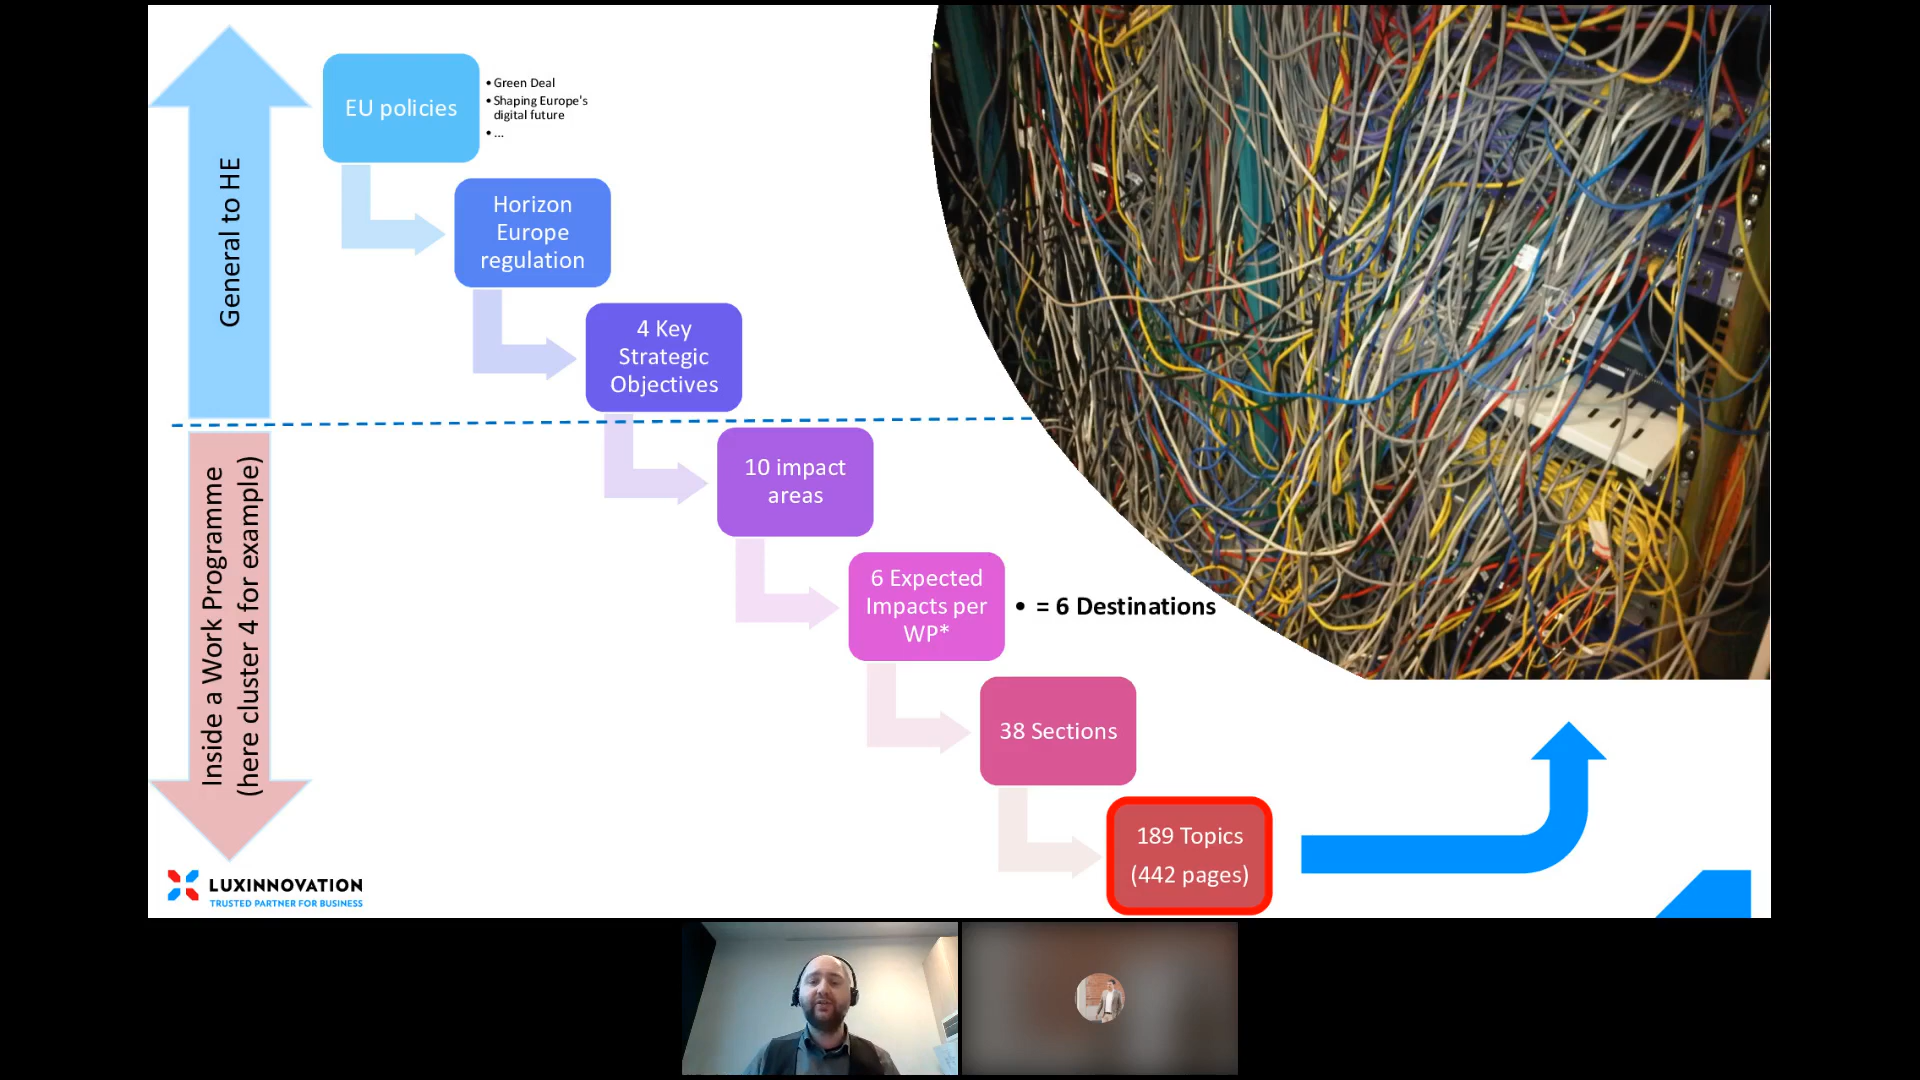 EU policies
• Green Deal
• Shaping Europe's
digital future
• ...
General to HE
Horizon
Europe
regulation
4 Key
Strategic
Objectives
10 impact
areas
6 Expected
Impacts per
WP*
• = 6 Destinations
Inside a Work Programme
(here cluster 4 for example)
38 Sections
189 Topics
(442 pages)
LUXINNOVATION
TRUSTED PARTNER FOR BUSINESS